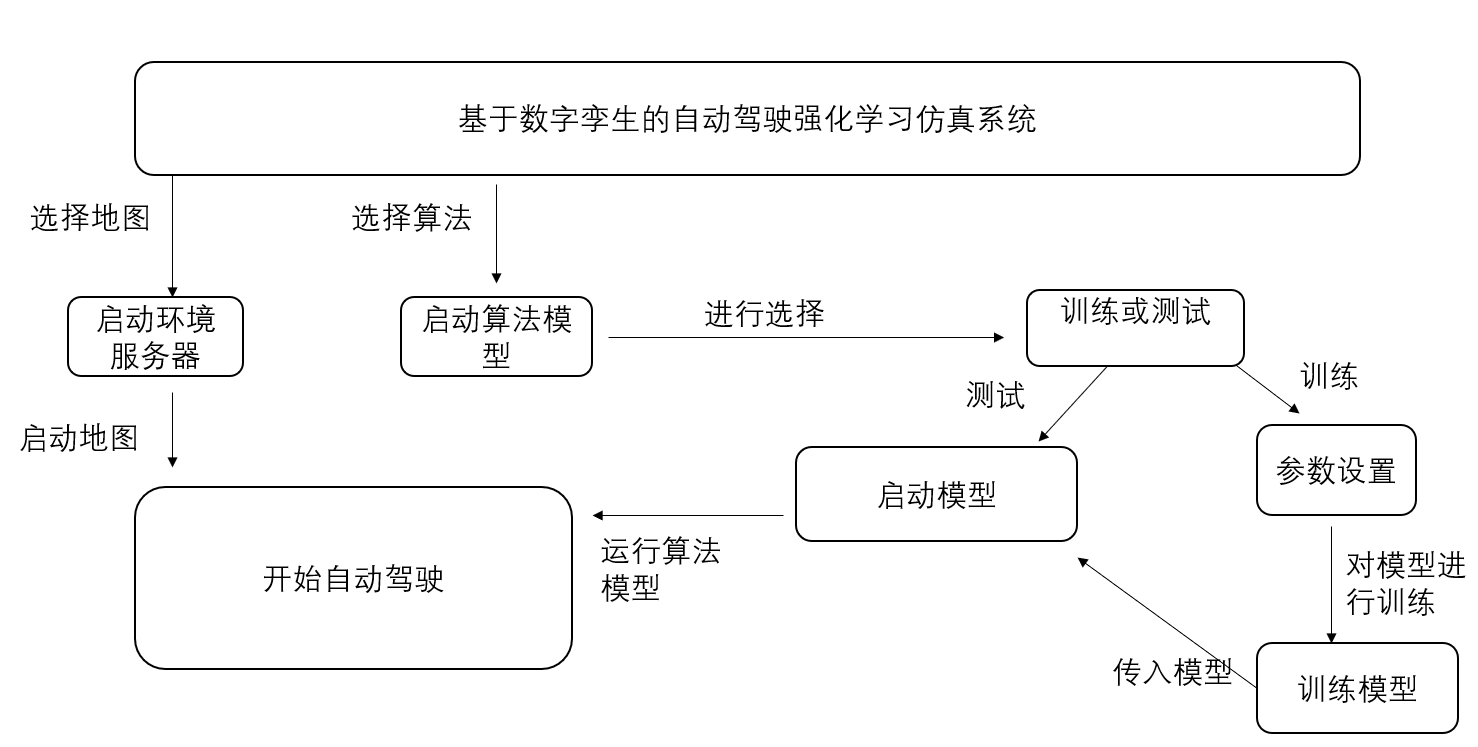 基于数字孪生的自动驾驶强化学习仿真系统
选择地图
选择算法
启动环境
服务器
启动算法模
型
进行选择
训练或测试
测试
训练
启动地图
参数设置
启动模型
开始自动驾驶
运行算法
模型
对模型进
行训练
传入模型
训练模型